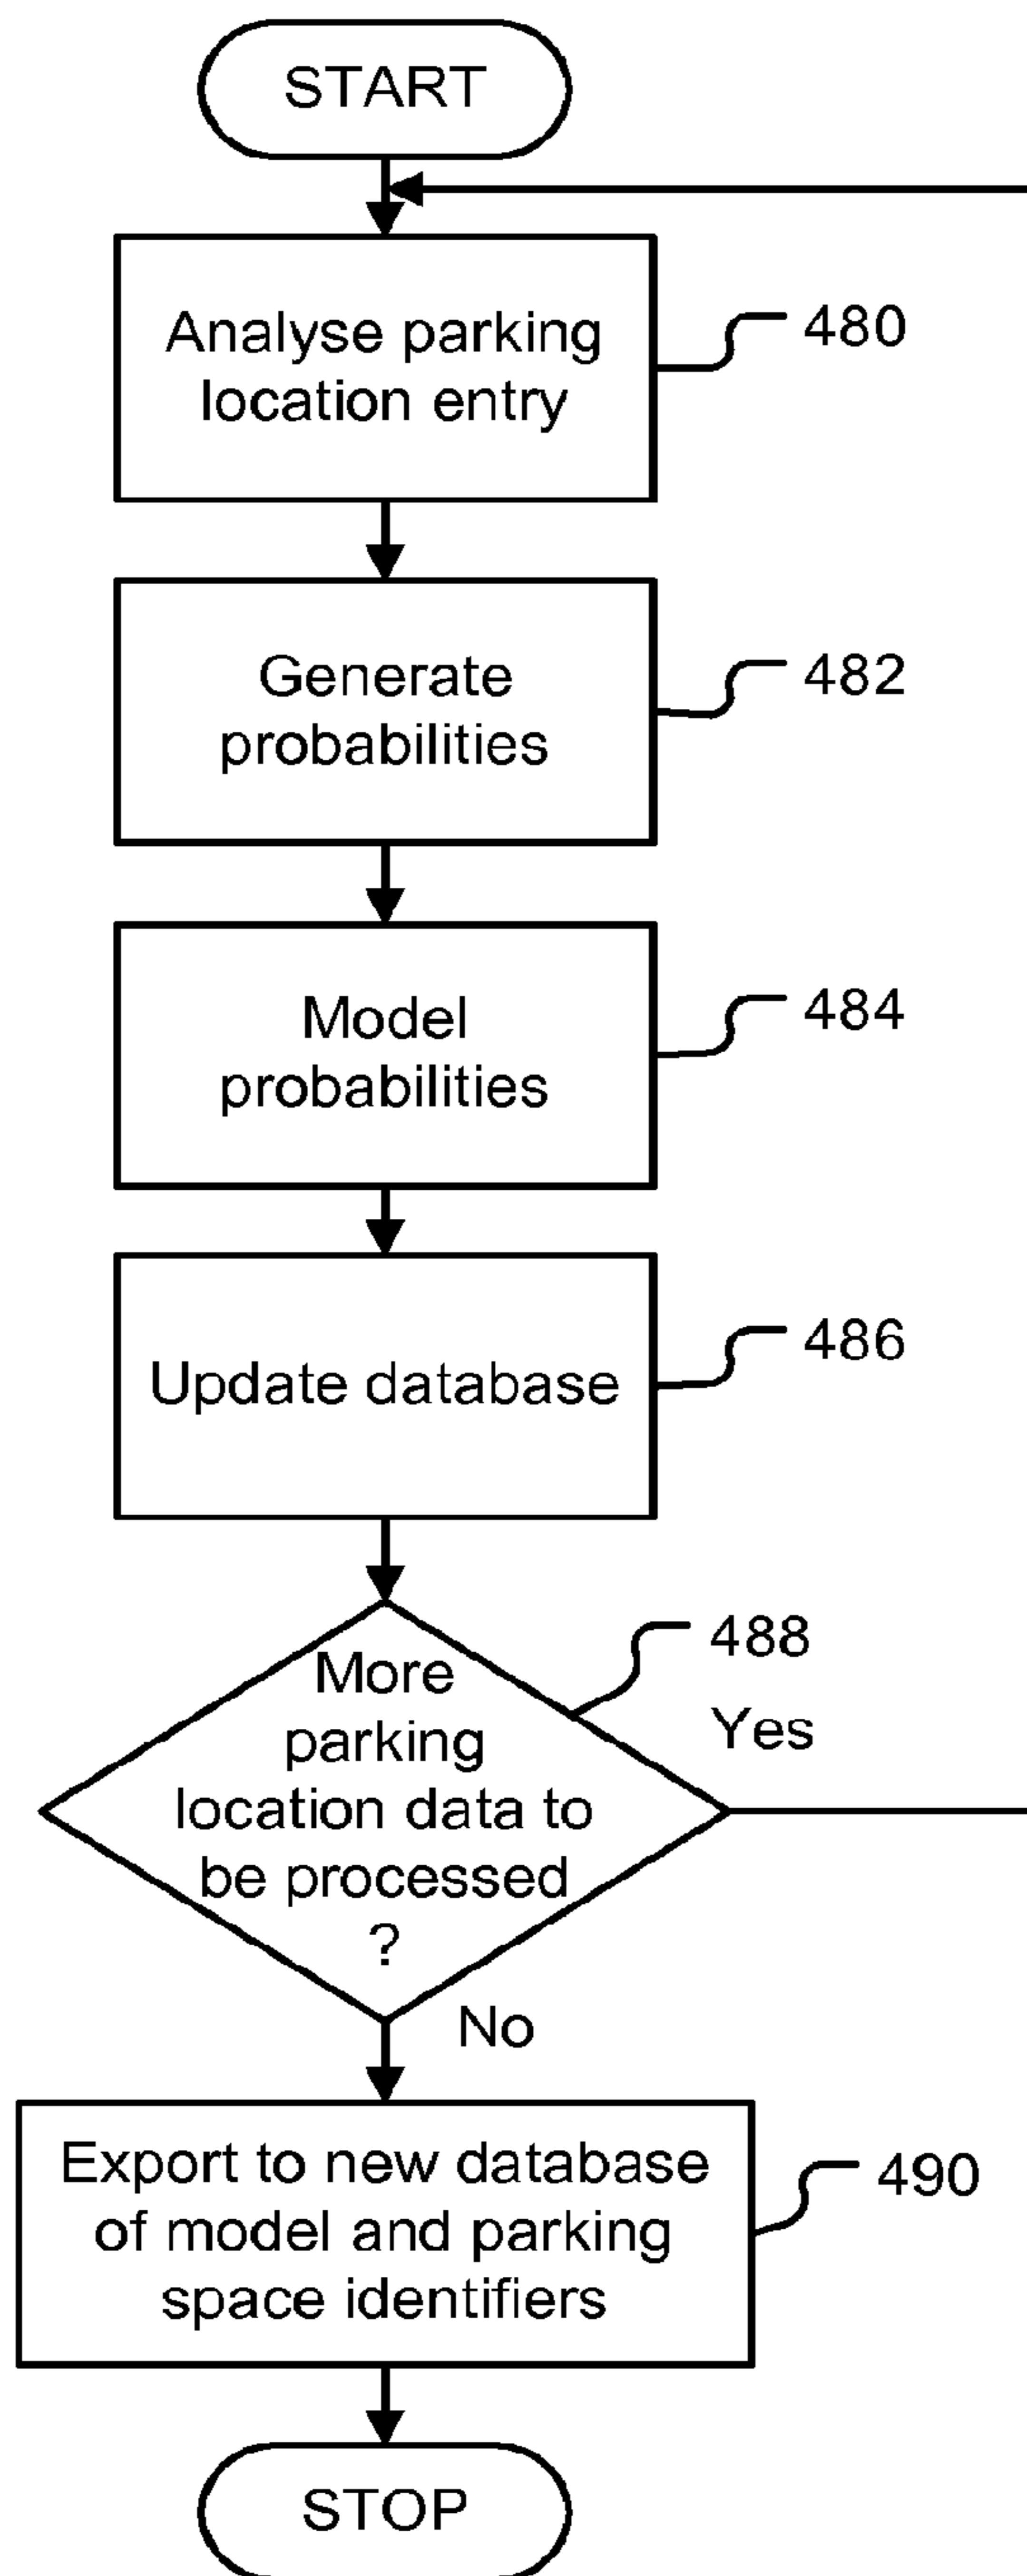 START
Analyse parking
location entry
480
Generate
probabilities
482
Model
probabilities
484
Update database
486
More
parking
location data to
be processed
?
488
Yes
No
Export to new database
of model and parking
space identifiers
490
STOP